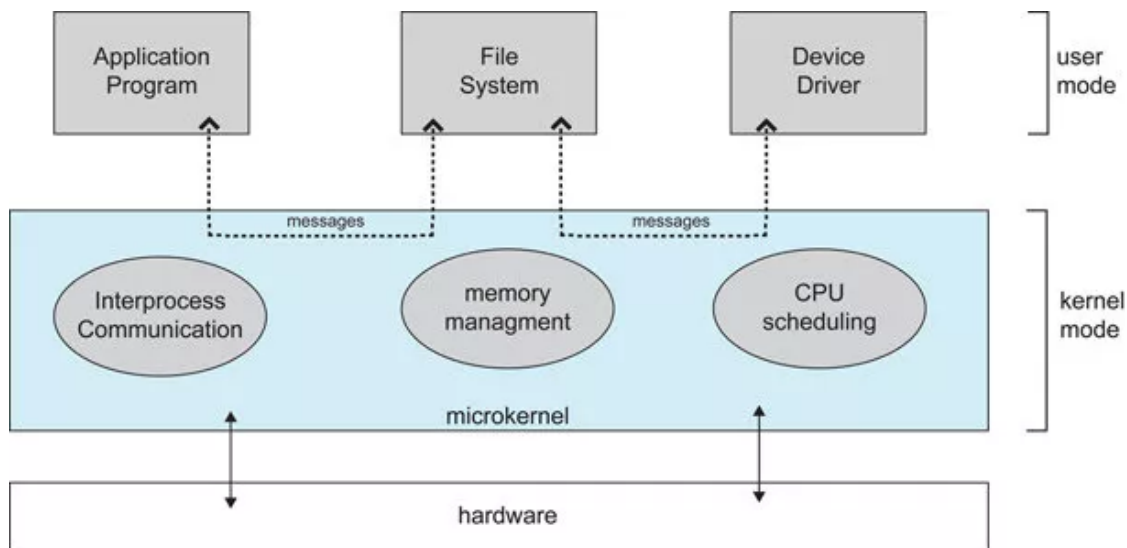 Application
Program
File
System
Device
Driver
user
mode
messages
messages
Interprocess
Communication
memory
managment
CPU
scheduling
kernel
mode
microkernel
hardware